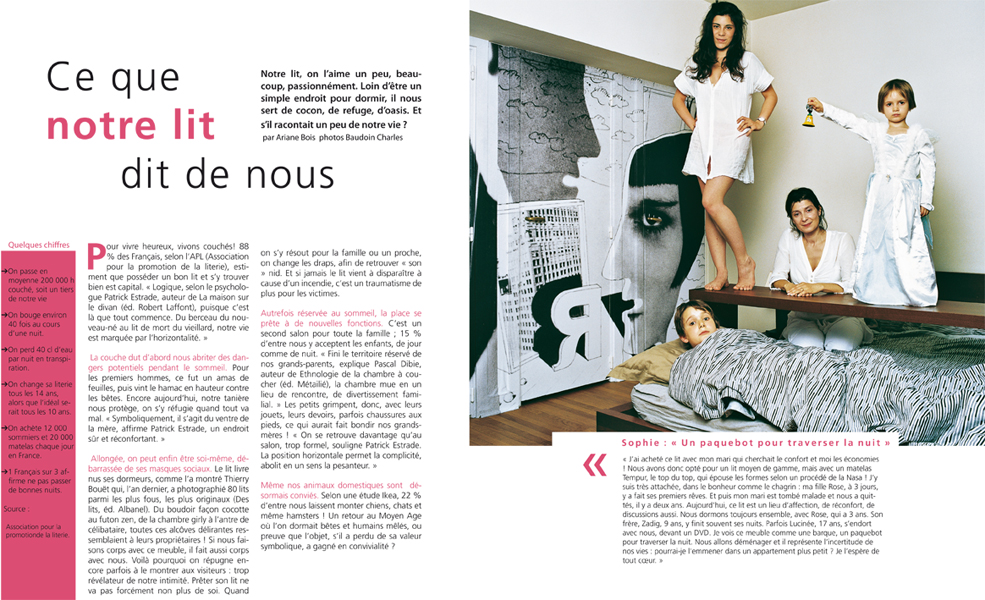 Ce que
notre lit
dit de nous
Notre lit, on l'aime un peu, beau-
coup, passionnément. Loin d'être un
simple endroit pour dormir, il nous
sert de cocon, de refuge, d'oasis. Et
s'il racontait un peu de notre vie ?
par Ariane Bois photos Baudoin Charles
Quelques chiffres
➔On passe en
moyenne 200 000 h
couché, soit un tiers
de notre vie
➔On bouge environ
40 fois au cours
d'une nuit.
➔On perd 40 cl d'eau
par nuit en transpi-
ration.
➔On change sa literie
tous les 14 ans,
alors que l'idéal se-
rait tous les 10 ans.
➔On achète 12 000
sommiers et 20 000
matelas chaque jour
en France.
➔1 Français sur 3 af-
firme ne pas passer
de bonnes nuits.
Source :
Association pour la
promotionde la literie.
Pour vivre heureux, vivons couchés! 88
% des Français, selon l'APL (Association
pour la promotion de la literie), esti-
ment que posséder un bon lit et s'y trouver
bien est capital. « Logique, selon le psycholo-
gue Patrick Estrade, auteur de La maison sur
le divan (éd. Robert Laffont), puisque c'est
là que tout commence. Du berceau du nou-
veau-né au lit de mort du vieillard, notre vie
est marquée par l'horizontalité. »
La couche dut d'abord nous abriter des dan-
gers potentiels pendant le sommeil. Pour
les premiers hommes, ce fut un amas de
feuilles, puis vint le hamac en hauteur contre
les bêtes. Encore aujourd'hui, notre tanière
nous protège, on s'y réfugie quand tout va
mal. « Symboliquement, il s'agit du ventre de
la mère, affirme Patrick Estrade, un endroit
sûr et réconfortant. »
Allongée, on peut enfin être soi-même, dé-
barrassée de ses masques sociaux. Le lit livre
nus ses dormeurs, comme l'a montré Thierry
Bouët qui, l'an dernier, a photographié 80 lits
parmi les plus fous, les plus originaux (Des
lits, éd. Albanel). Du boudoir façon cocotte
au futon zen, de la chambre girly à l'antre de
célibataire, toutes ces alcôves délirantes res-
semblaient à leurs propriétaires ! Si nous fai-
sons corps avec ce meuble, il fait aussi corps
avec nous. Voilà pourquoi on répugne en-
core parfois à le montrer aux visiteurs : trop
révélateur de notre intimité. Prêter son lit ne
va pas forcément non plus de soi. Quand
on s'y résout pour la famille ou un proche,
on change les draps, afin de retrouver « son
» nid. Et si jamais le lit vient à disparaître à
cause d'un incendie, c'est un traumatisme de
plus pour les victimes.
Autrefois réservée au sommeil, la place se
prête à de nouvelles fonctions. C'est un
second salon pour toute la famille ; 15 %
d'entre nous y acceptent les enfants, de jour
comme de nuit. « Fini le territoire réservé de
nos grands-parents, explique Pascal Dibie,
auteur de Ethnologie de la chambre à cou-
cher (éd. Métailié), la chambre mue en un
lieu de rencontre, de divertissement fami-
lial. » Les petits grimpent, donc, avec leurs
jouets, leurs devoirs, parfois chaussures aux
pieds, ce qui aurait fait bondir nos grands-
mères ! « On se retrouve davantage qu'au
salon, trop formel, souligne Patrick Estrade.
La position horizontale permet la complicité,
abolit en un sens la pesanteur. »
Même nos animaux domestiques sont dé-
sormais conviés. Selon une étude Ikea, 22 %
d'entre nous laissent monter chiens, chats et
même hamsters ! Un retour au Moyen Age
où l'on dormait bêtes et humains mêlés, ou
preuve que l'objet, s'il a perdu de sa valeur
symbolique, a gagné en convivialité ?
Sophie : « Un paquebot pour traverser la nuit »
«
« J'ai acheté ce lit avec mon mari qui cherchait le confort et moi les économies
! Nous avons donc opté pour un lit moyen de gamme, mais avec un matelas
Tempur, le top du top, qui épouse les formes selon un procédé de la Nasa ! J'y
suis très attachée, dans le bonheur comme le chagrin : ma fille Rose, à 3 jours,
y a fait ses premiers rêves. Et puis mon mari est tombé malade et nous a quit-
tés, il y a deux ans. Aujourd'hui, ce lit est un lieu d'affection, de réconfort, de
discussions aussi. Nous dormons toujours ensemble, avec Rose, qui a 3 ans. Son
frère, Zadig, 9 ans, y finit souvent ses nuits. Parfois Lucinée, 17 ans, s'endort
avec nous, devant un DVD. Je vois ce meuble comme une barque, un paquebot
pour traverser la nuit. Nous allons déménager et il représente l'incertitude de
nos vies : pourrai-je l'emmener dans un appartement plus petit ? Je l'espère de
tout cœur. »